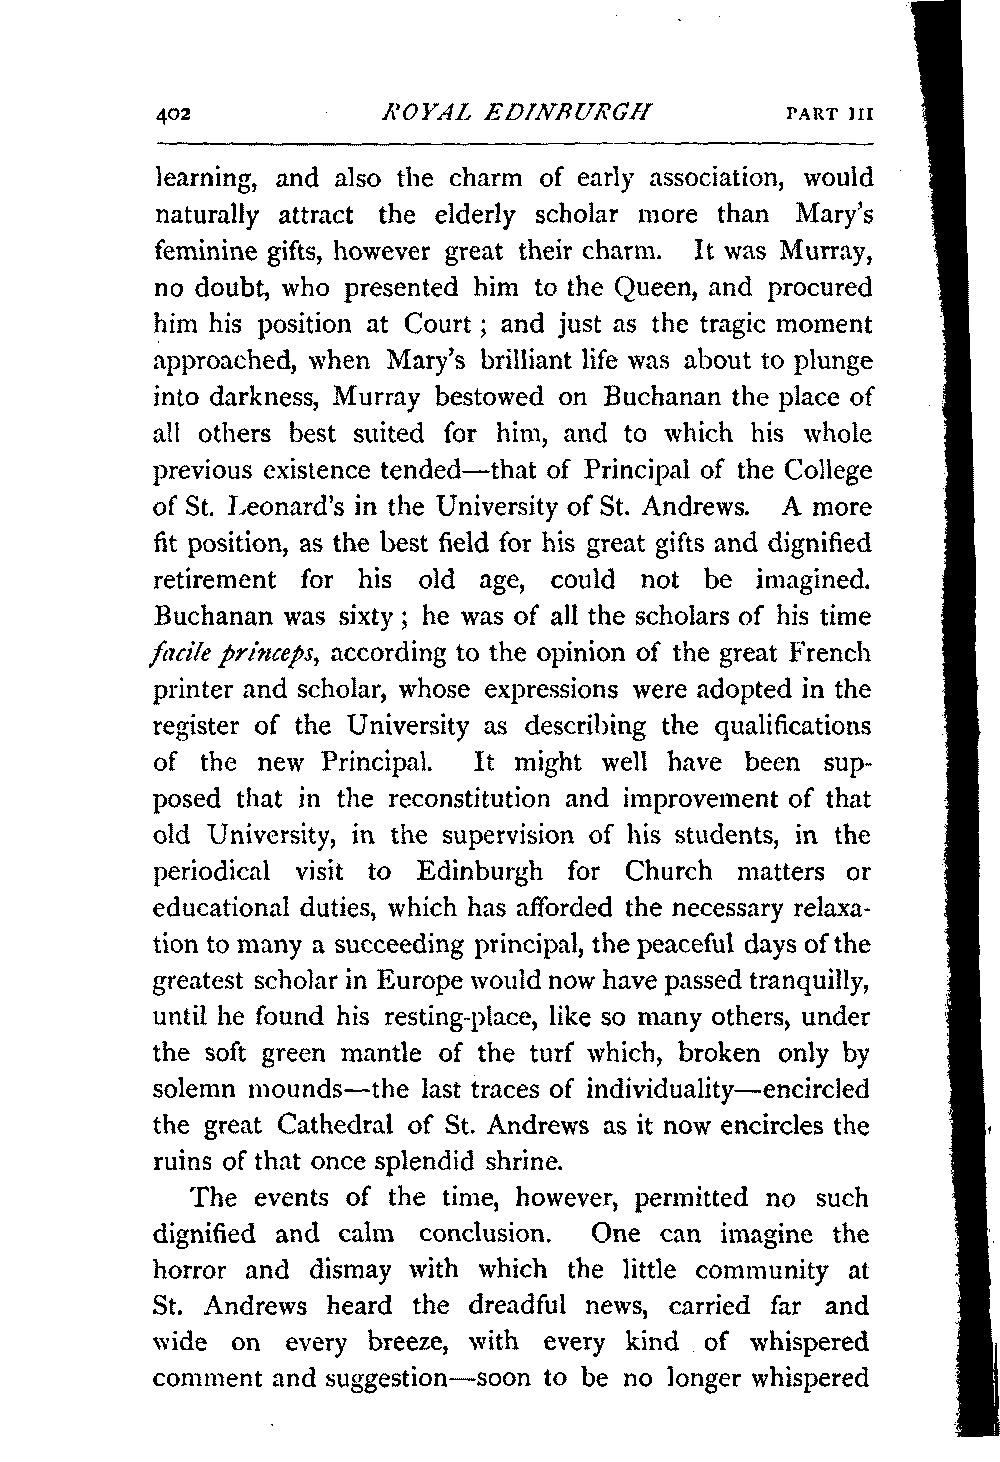 402 ROYAL EDINBURGH PART III
learning, and also the charm of early association, would
naturally attract the elderly scholar more than Mary's
feminine gifts, however great their charm. It was Murray,
no doubt, who presented him to the Queen, and procured
him his position at Court ; and just as the tragic moment
approached, when Mary's brilliant life was about to plunge
into darkness, Murray bestowed on Buchanan the place of
all others best suited for him, and to which his whole
previous existence tended—that of Principal of the College
of St. Leonard's in the University of St. Andrews. A more
fit position, as the best field for his great gifts and dignified
retirement for his old age, could not be imagined.
Buchanan was sixty ; he was of all the scholars of his time
facile princeps, according to the opinion of the great French
printer and scholar, whose expressions were adopted in the
register of the University as describing the qualifications
of the new Principal. It might well have been sup-
posed that in the reconstitution and improvement of that
old University, in the supervision of his students, in the
periodical visit to Edinburgh for Church matters or
educational duties, which has afforded the necessary relaxa-
tion to many a succeeding principal, the peaceful days of the
greatest scholar in Europe would now have passed tranquilly,
until he found his resting-place, like so many others, under
the soft green mantle of the turf which, broken only by
solemn mounds—the last traces of individuality—encircled
the great Cathedral of St. Andrews as it now encircles the
ruins of that once splendid shrine.
The events of the time, however, permitted no such
dignified and calm conclusion. One can imagine the
horror and dismay with which the little community at
St. Andrews heard the dreadful news, carried far and
wide on every breeze, with every kind of whispered
comment and suggestion—soon to be no longer whispered